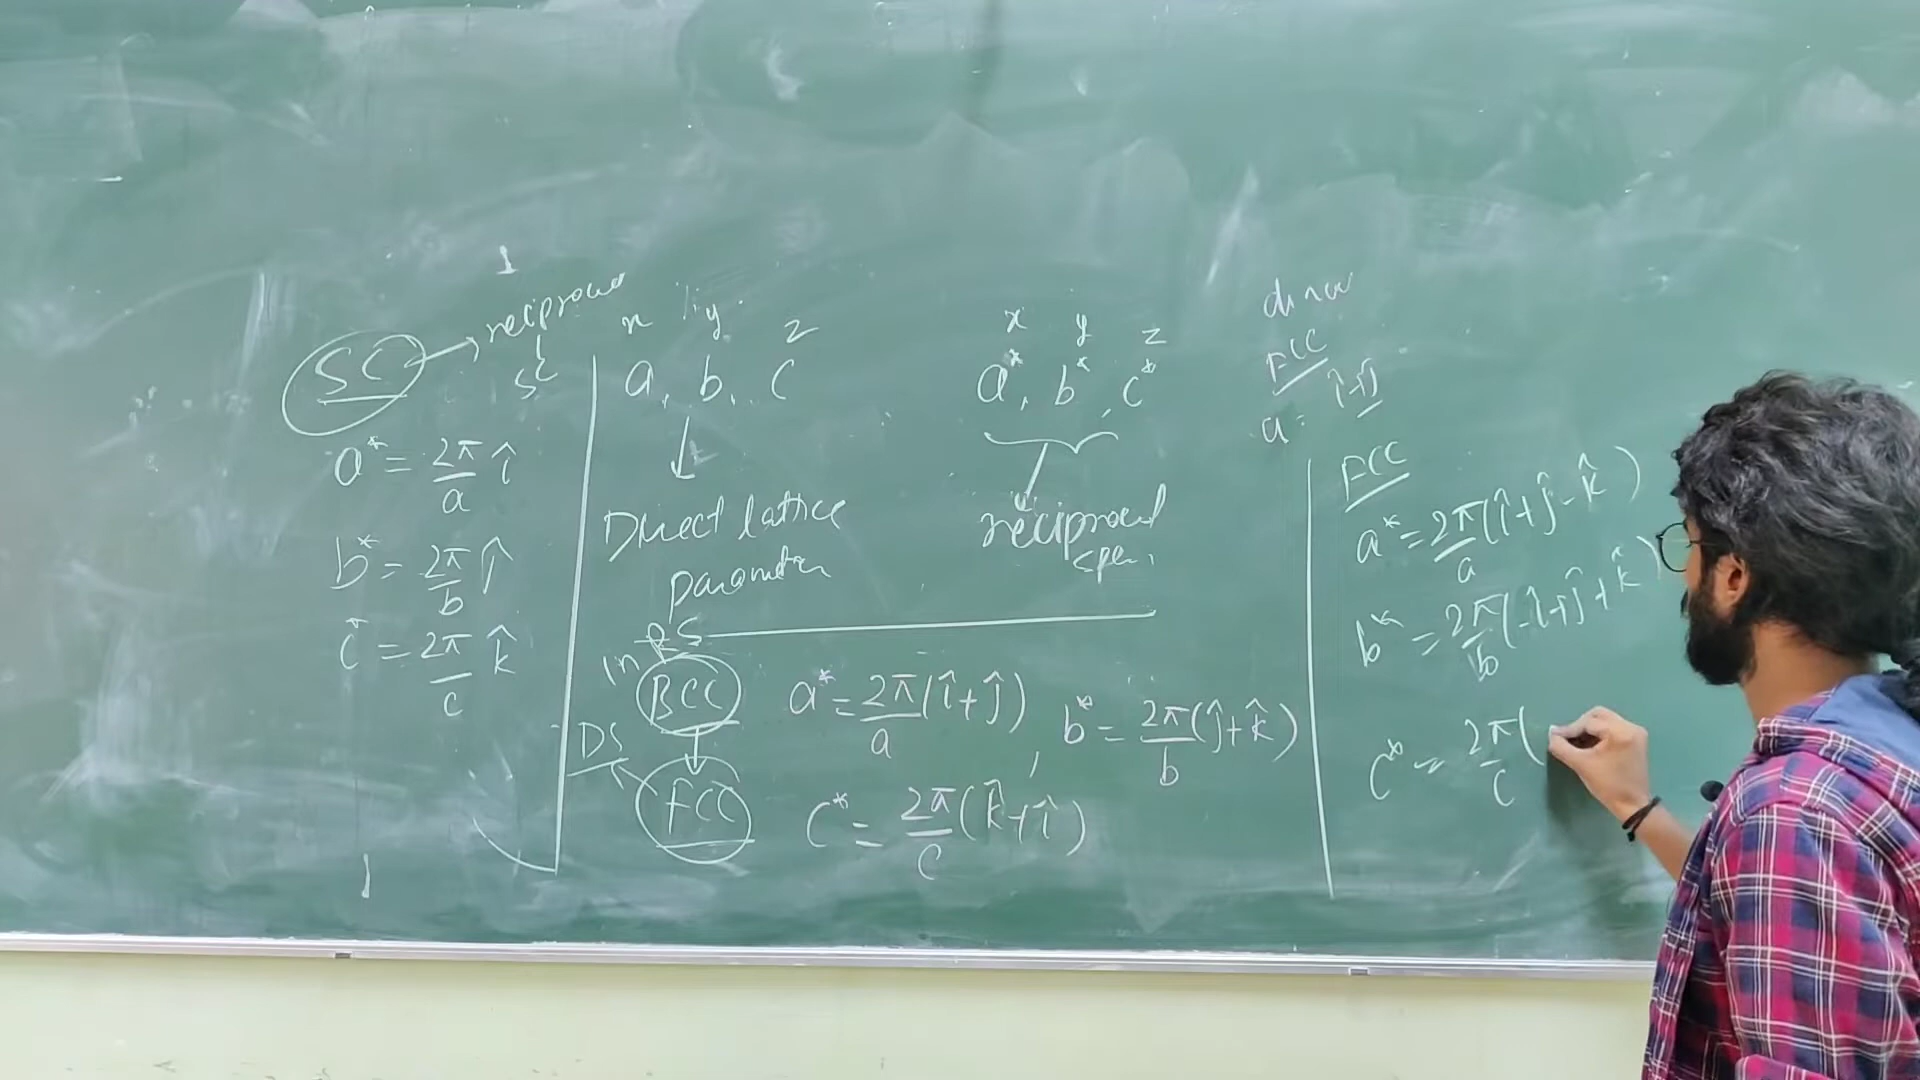 SC → reciprocal
SC
a* = 2π/a î
b* = 2π/b ĵ
c̄ = 2π/c k̂
x y z
a, b, c
Direct lattice
parameter
x y z
a*, b*, c*
reciprocal
In RS
BCC a* = 2π/a (î + ĵ), b* = 2π/b (ĵ + k̂)
DS
FCC c* = 2π/c (k̂ + î)
FCC
a = î + ĵ
FCC
a* = 2π/a (î + ĵ - k̂)
b* = 2π/b (-î + ĵ + k̂)
c* = 2π/c (